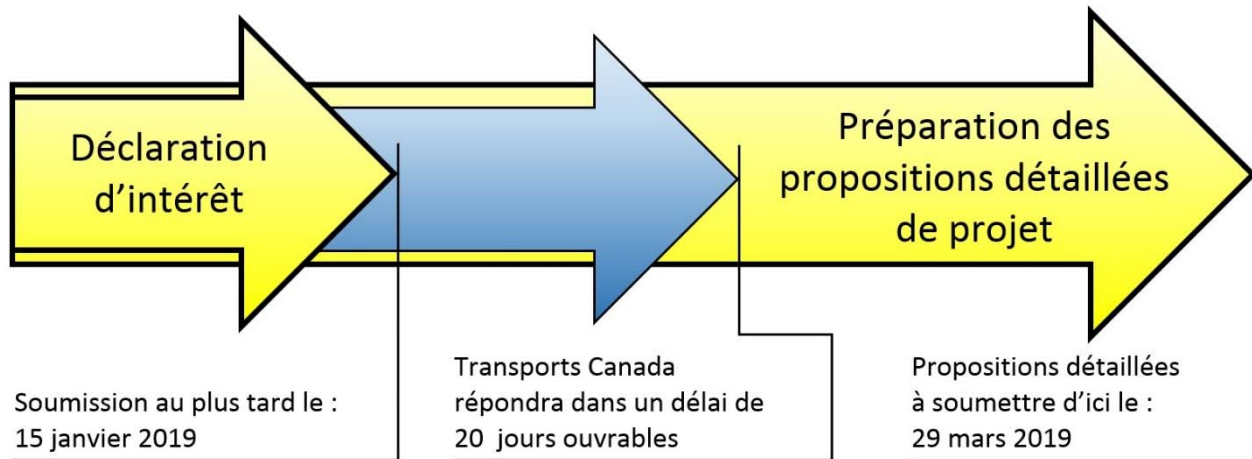 Déclaration
d’intérêt
Préparation des
propositions détaillées
de projet
Soumission au plus tard le :
15 janvier 2019
Transports Canada
répondra dans un délai de
20  jours ouvrables
Propositions détaillées
à soumettre d’ici le :
29 mars 2019